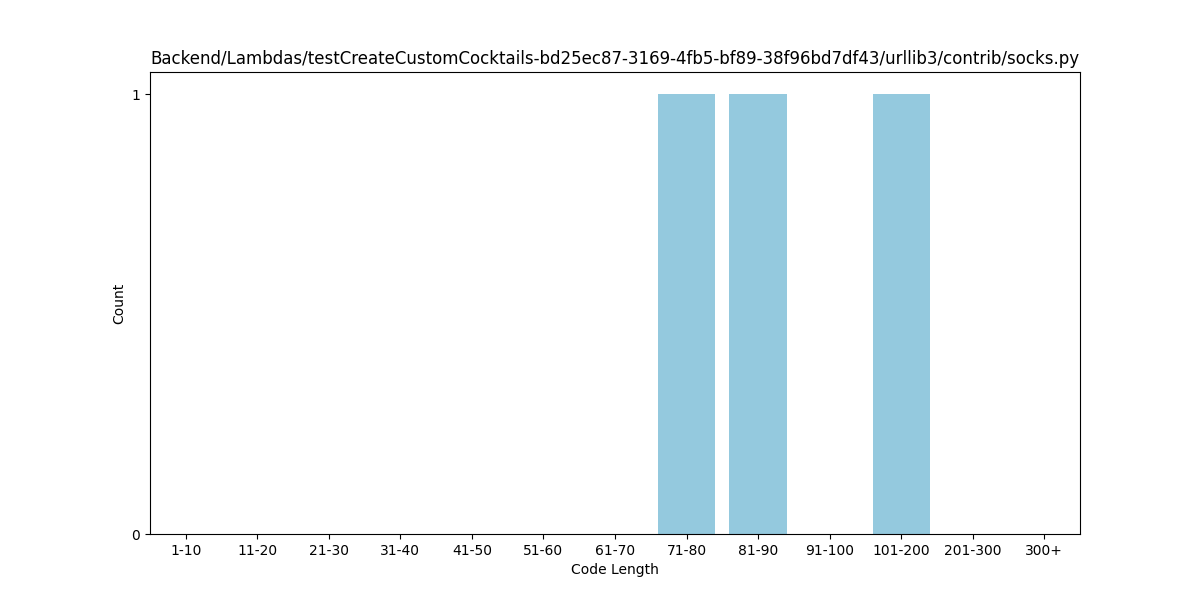 Backend/Lambdas/testCreateCustomCocktails-bd25ec87-3169-4fb5-bf89-38f96bd7df43/urllib3/contrib/socks.py
1
Count
0
1-10 11-20 21-30 31-40 41-50 51-60 61-70 71-80 81-90 91-100 101-200 201-300 300+
Code Length